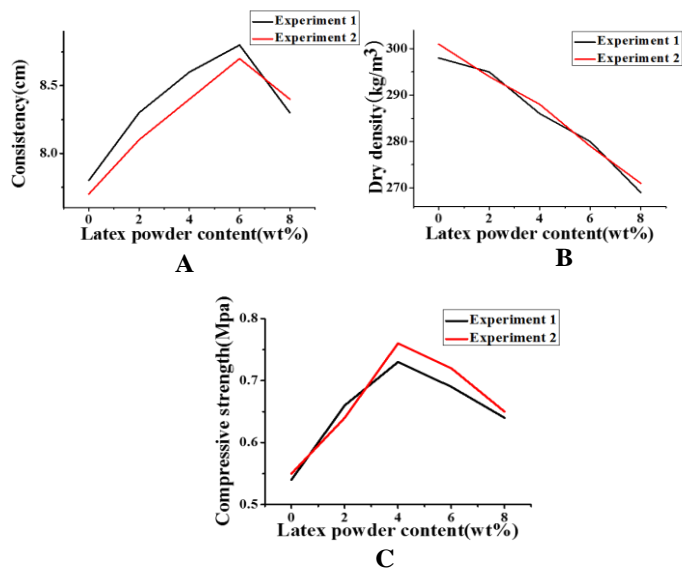 Experiment 1
Experiment 2
Consistency(cm)
8.5
8.0
0 2 4 6 8
Latex powder content(wt%)
A
Experiment 1
Experiment 2
Dry density(kg/m³)
300
290
280
270
0 2 4 6 8
Latex powder content(wt%)
B
Experiment 1
Experiment 2
Compressive strength(Mpa)
0.8
0.7
0.6
0.5
0 2 4 6 8
Latex powder content(wt%)
C